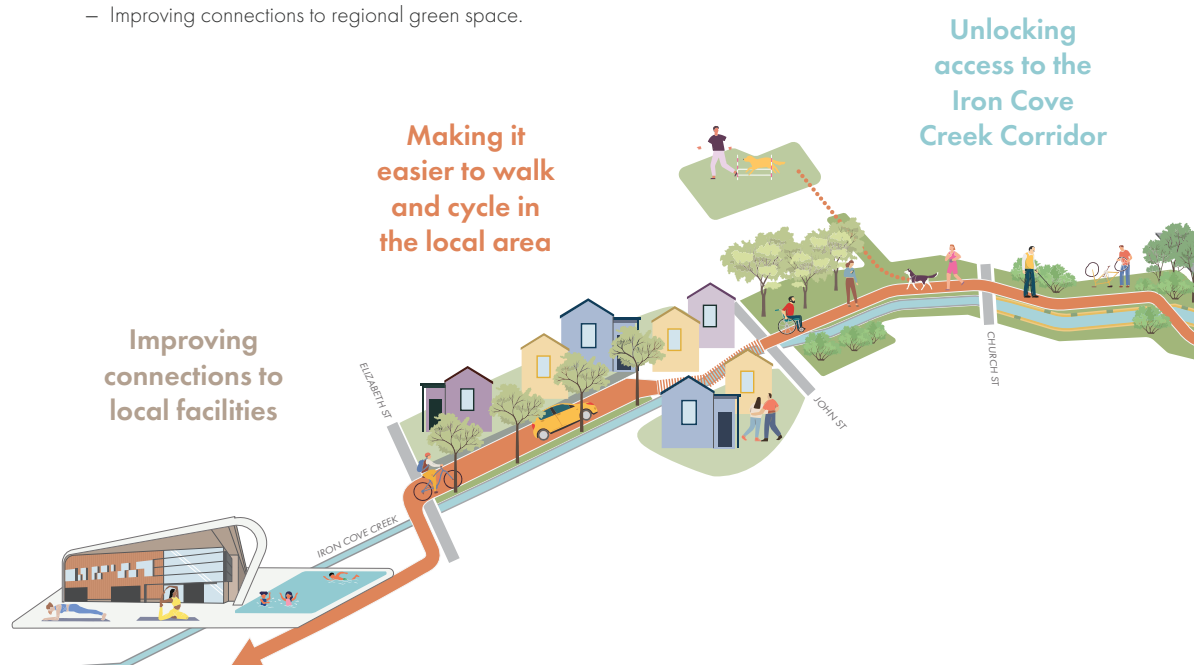 – Improving connections to regional green space.
Unlocking
access to the
Iron Cove
Creek Corridor
Making it
easier to walk
and cycle in
the local area
Improving
connections to
local facilities
ELIZABETH ST
CHURCH ST
JOHN ST
IRON COVE CREEK